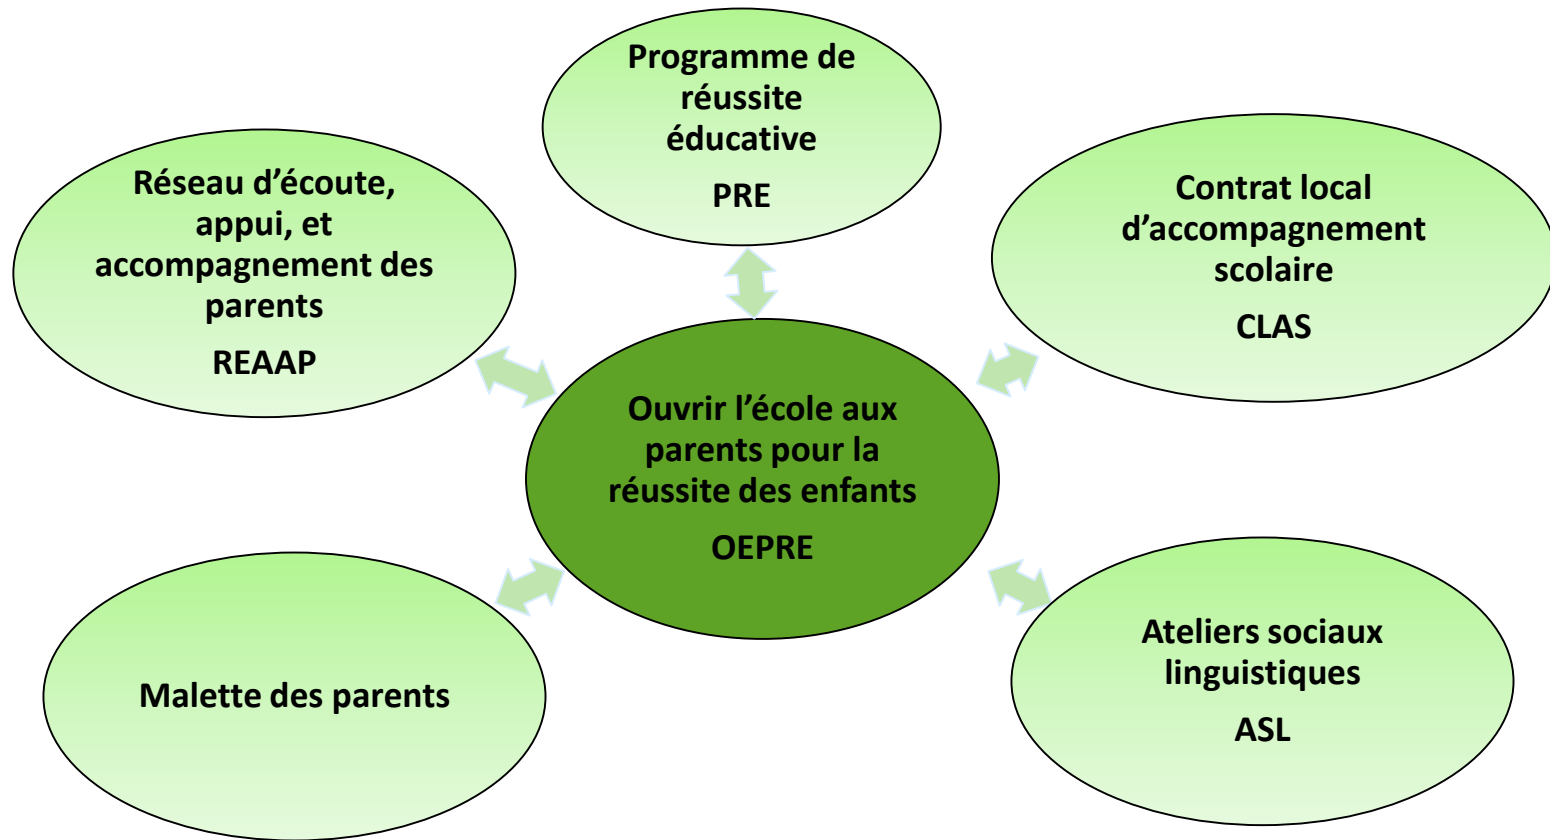 Programme de
réussite
éducative
PRE
Réseau d’écoute,
appui, et
accompagnement des
parents
REAAP
Contrat local
d’accompagnement
scolaire
CLAS
Ouvrir l’école aux
parents pour la
réussite des enfants
OEPRE
Malette des parents
Ateliers sociaux
linguistiques
ASL